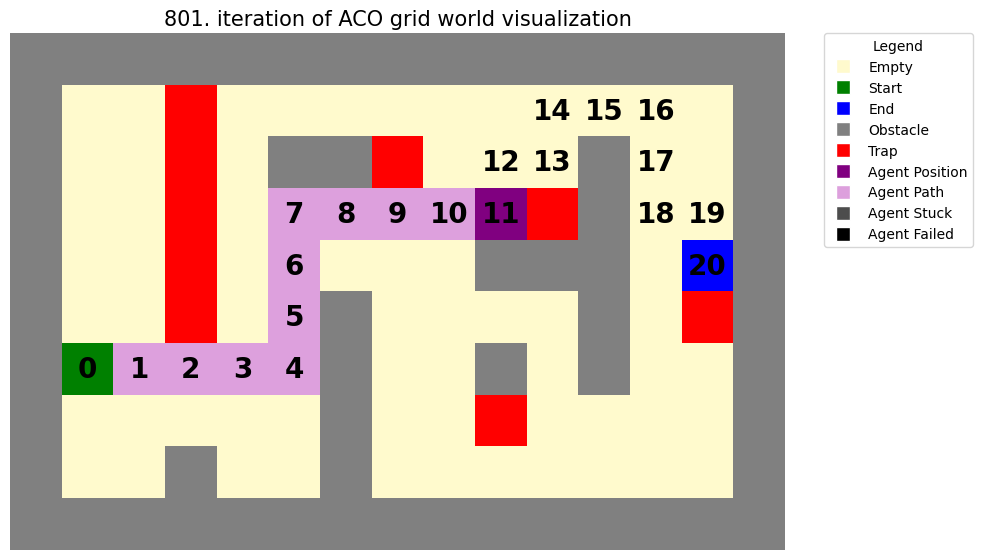 801. iteration of ACO grid world visualization
Legend
Empty
Start
End
Obstacle
Trap
Agent Position
Agent Path
Agent Stuck
Agent Failed
14 15 16
12 13 17
7 8 9 10 11 18 19
6 20
5
0 1 2 3 4